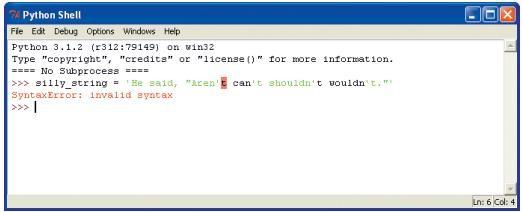 Python Shell
File Edit Debug Options Windows Help
Python 3.1.2 (r312:79149) on win32
Type "copyright", "credits" or "license()" for more information.
==== No Subprocess ====
>>> silly_string = 'He said, "Aren't can't shouldn't wouldn't."'
SyntaxError: invalid syntax
>>>
Ln: 6 Col: 4